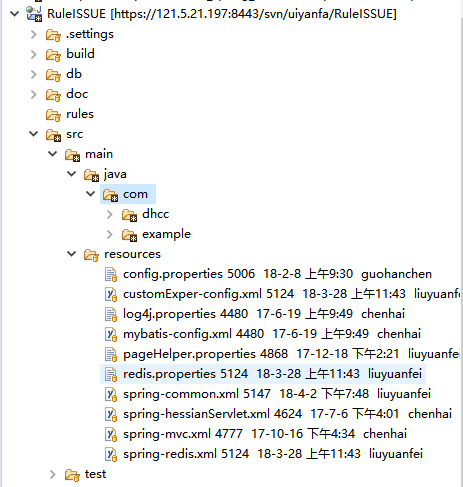 RuleISSUE [https://121.5.21.197:8443/svn/uiyanfa/RuleISSUE]
.settings
build
db
doc
rules
src
main
java
com
dhcc
example
resources
config.properties 5006 18-2-8 上午9:30 guohanchen
customExper-config.xml 5124 18-3-28 上午11:43 liuyuanfei
log4j.properties 4480 17-6-19 上午9:49 chenhai
mybatis-config.xml 4480 17-6-19 上午9:49 chenhai
pageHelper.properties 4868 17-12-18 下午2:21 liuyuanfei
redis.properties 5124 18-3-28 上午11:43 liuyuanfei
spring-common.xml 5147 18-4-2 下午7:48 liuyuanfei
spring-hessianServlet.xml 4624 17-7-6 下午4:01 chenhai
spring-mvc.xml 4777 17-10-16 下午4:34 chenhai
spring-redis.xml 5124 18-3-28 上午11:43 liuyuanfei
test